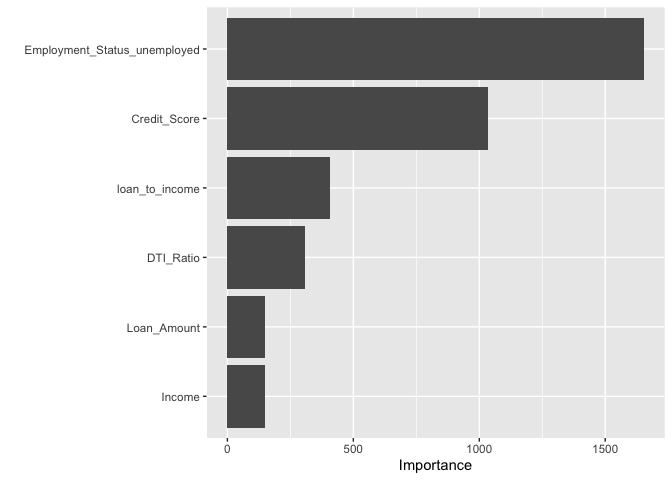 Employment_Status_unemployed
Credit_Score
loan_to_income
DTI_Ratio
Loan_Amount
Income
0 500 1000 1500
Importance